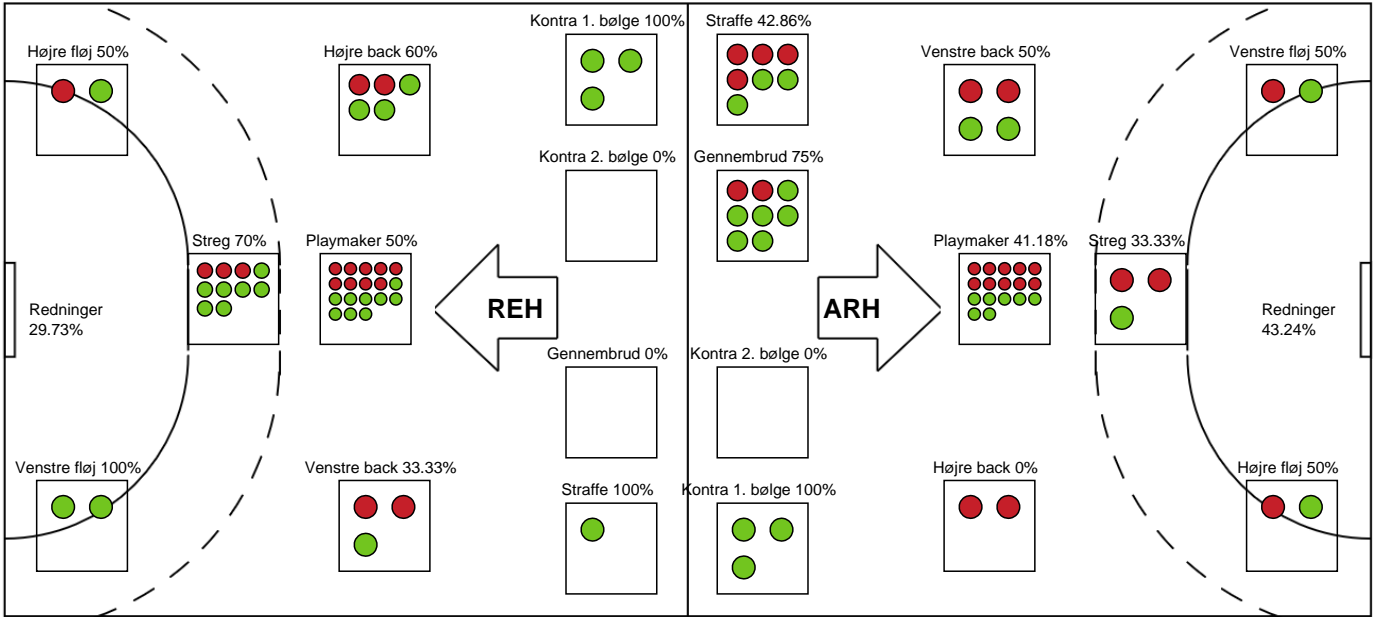 Kontra 1. bølge 100%
Straffe 42.86%
Højre fløj 50%
Højre back 60%
Venstre back 50%
Venstre fløj 50%
Kontra 2. bølge 0%
Gennembrud 75%
Streg 70%
Playmaker 50%
Playmaker 41.18%
Streg 33.33%
Redninger
29.73%
REH
ARH
Redninger
43.24%
Gennembrud 0%
Kontra 2. bølge 0%
Venstre fløj 100%
Venstre back 33.33%
Straffe 100%
Kontra 1. bølge 100%
Højre back 0%
Højre fløj 50%